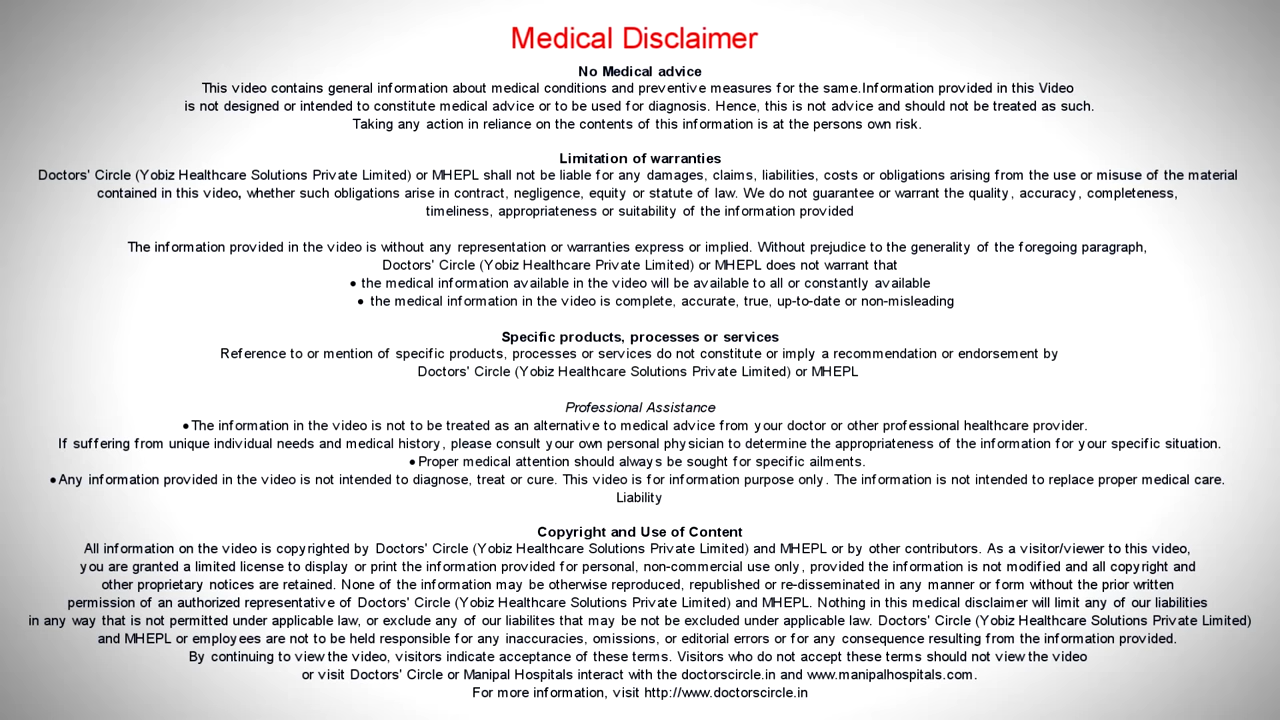 Medical Disclaimer
No Medical advice
This video contains general information about medical conditions and preventive measures for the same.Information provided in this Video
is not designed or intended to constitute medical advice or to be used for diagnosis. Hence, this is not advice and should not be treated as such.
Taking any action in reliance on the contents of this information is at the persons own risk.
Limitation of warranties
Doctors' Circle (Yobiz Healthcare Solutions Private Limited) or MHEPL shall not be liable for any damages, claims, liabilities, costs or obligations arising from the use or misuse of the material
contained in this video, whether such obligations arise in contract, negligence, equity or statute of law. We do not guarantee or warrant the quality, accuracy, completeness,
timeliness, appropriateness or suitability of the information provided
The information provided in the video is without any representation or warranties express or implied. Without prejudice to the generality of the foregoing paragraph,
Doctors' Circle (Yobiz Healthcare Private Limited) or MHEPL does not warrant that
• the medical information available in the video will be available to all or constantly available
• the medical information in the video is complete, accurate, true, up-to-date or non-misleading
Specific products, processes or services
Reference to or mention of specific products, processes or services do not constitute or imply a recommendation or endorsement by
Doctors' Circle (Yobiz Healthcare Solutions Private Limited) or MHEPL
Professional Assistance
•The information in the video is not to be treated as an alternative to medical advice from your doctor or other professional healthcare provider.
If suffering from unique individual needs and medical history, please consult your own personal physician to determine the appropriateness of the information for your specific situation.
•Proper medical attention should always be sought for specific ailments.
•Any information provided in the video is not intended to diagnose, treat or cure. This video is for information purpose only. The information is not intended to replace proper medical care.
Liability
Copyright and Use of Content
All information on the video is copyrighted by Doctors' Circle (Yobiz Healthcare Solutions Private Limited) and MHEPL or by other contributors. As a visitor/viewer to this video,
you are granted a limited license to display or print the information provided for personal, non-commercial use only, provided the information is not modified and all copyright and
other proprietary notices are retained. None of the information may be otherwise reproduced, republished or re-disseminated in any manner or form without the prior written
permission of an authorized representative of Doctors' Circle (Yobiz Healthcare Solutions Private Limited) and MHEPL. Nothing in this medical disclaimer will limit any of our liabilities
in any way that is not permitted under applicable law, or exclude any of our liabilites that may be not be excluded under applicable law. Doctors' Circle (Yobiz Healthcare Solutions Private Limited)
and MHEPL or employees are not to be held responsible for any inaccuracies, omissions, or editorial errors or for any consequence resulting from the information provided.
By continuing to view the video, visitors indicate acceptance of these terms. Visitors who do not accept these terms should not view the video
or visit Doctors' Circle or Manipal Hospitals interact with the doctorscircle.in and www.manipalhospitals.com.
For more information, visit http://www.doctorscircle.in